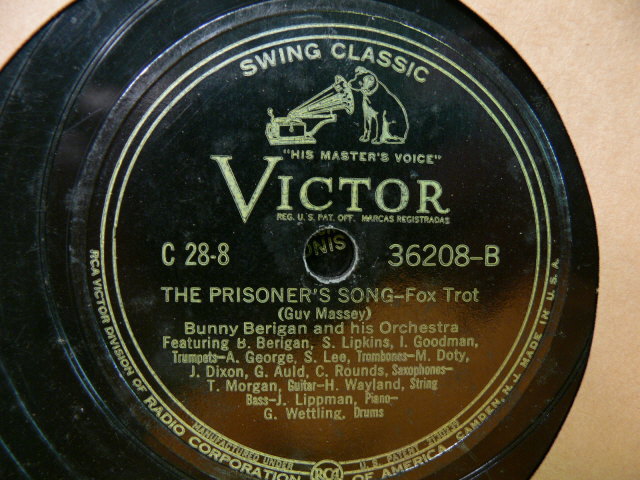 SWING CLASSIC
"HIS MASTER'S VOICE"
VICTOR
REG. U.S. PAT. OFF. MARCAS REGISTRADAS
C 28-8
36208-B
THE PRISONER'S SONG-Fox Trot
(Guy Massey)
Bunny Berigan and his Orchestra
Featuring B. Berigan, S. Lipkins, I. Goodman,
Trumpets-A. George, S. Lee, Trombones-M. Doty,
J. Dixon, G. Auld, C. Rounds, Saxophones-
T. Morgan, Guitar-H. Wayland, String
Bass-J. Lippman, Piano-
G. Wettling, Drums
MANUFACTURED UNDER
U.S. PATENT
RCA VICTOR DIVISION OF RADIO CORPORATION OF AMERICA, CAMDEN, N.J. MADE IN U.S.A.
RCA